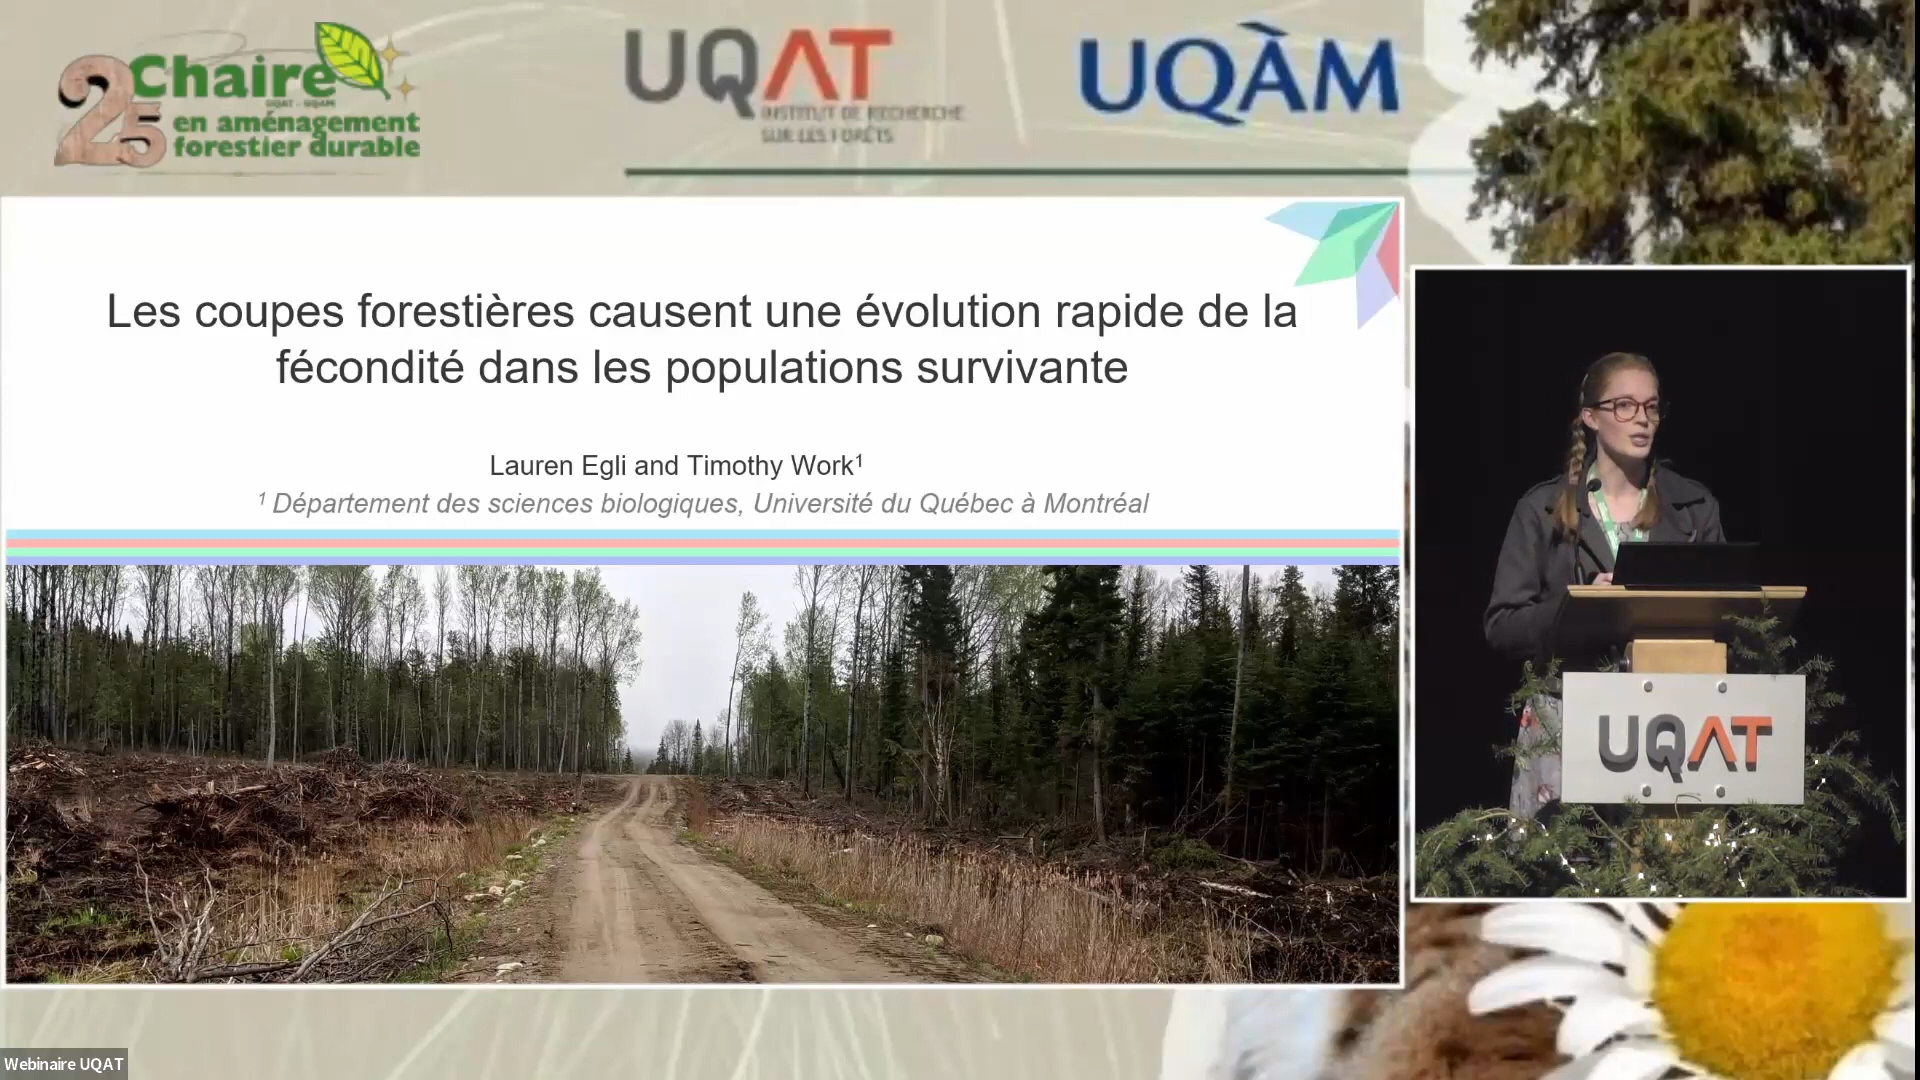 25 Chaire
UQAT - UQAM
en aménagement
forestier durable
UQAT
INSTITUT DE RECHERCHE
SUR LES FORÊTS
UQÀM
Les coupes forestières causent une évolution rapide de la
fécondité dans les populations survivante
Lauren Egli and Timothy Work¹
¹ Département des sciences biologiques, Université du Québec à Montréal
UQAT
Webinaire UQAT